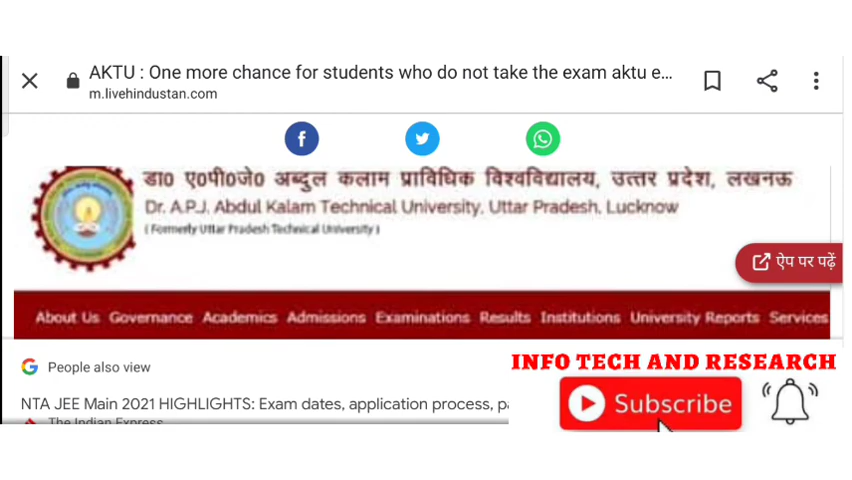 AKTU : One more chance for students who do not take the exam aktu e...
m.livehindustan.com
डा0 ए0पी0जे0 अब्दुल कलाम प्राविधिक विश्वविद्यालय, उत्तर प्रदेश, लखनऊ
Dr. A.P.J. Abdul Kalam Technical University, Uttar Pradesh, Lucknow
( Formerly Uttar Pradesh Technical University )
ऐप पर पढ़ें
About Us Governance Academics Admissions Examinations Results Institutions University Reports Services
People also view
INFO TECH AND RESEARCH
NTA JEE Main 2021 HIGHLIGHTS: Exam dates, application process, pa
Subscribe
The Indian Express